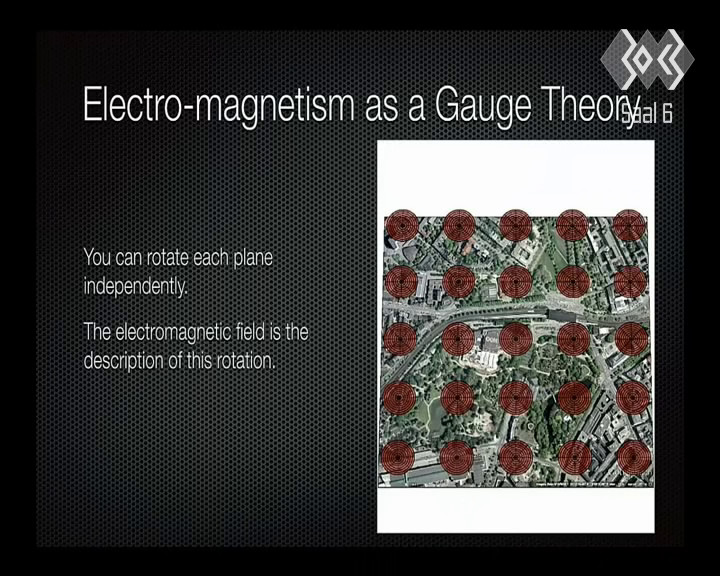 Electro-magnetism as a Gauge Theory
Saal 6
You can rotate each plane
independently.
The electromagnetic field is the
description of this rotation.